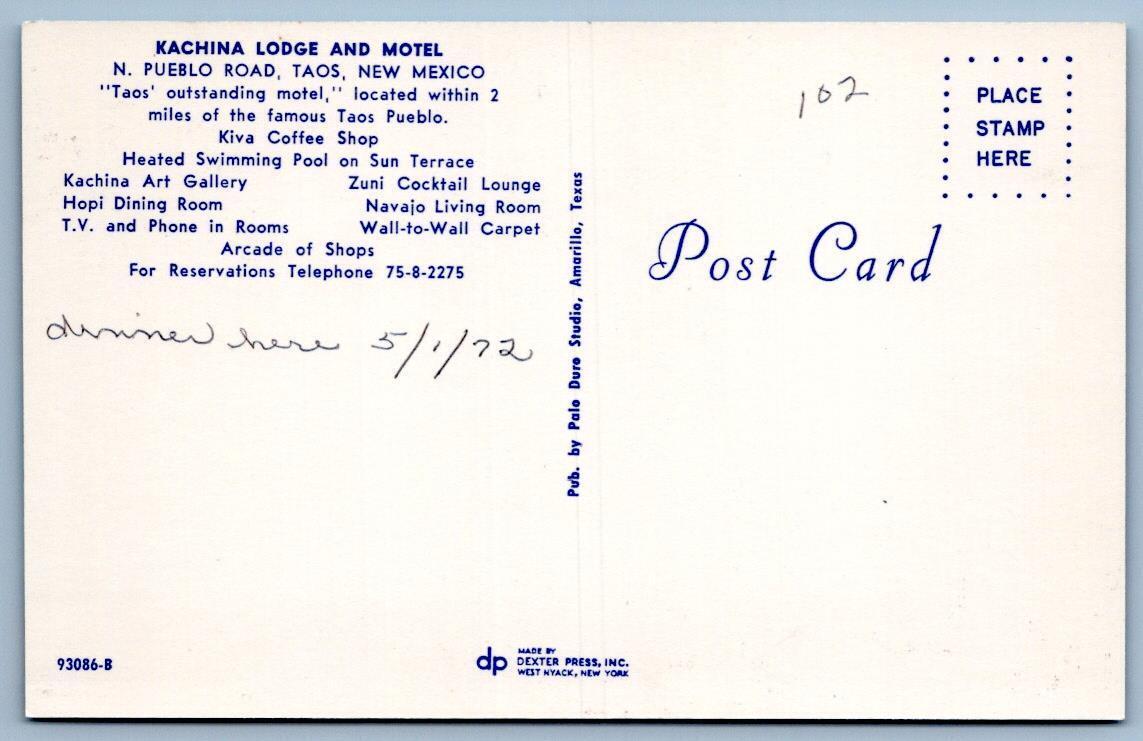 KACHINA LODGE AND MOTEL
N. PUEBLO ROAD, TAOS, NEW MEXICO
"Taos' outstanding motel," located within 2
miles of the famous Taos Pueblo.
Kiva Coffee Shop
Heated Swimming Pool on Sun Terrace
Kachina Art Gallery Zuni Cocktail Lounge
Hopi Dining Room Navajo Living Room
T.V. and Phone in Rooms Wall-to-Wall Carpet
Arcade of Shops
For Reservations Telephone 75-8-2275
dinner here 5/1/72
93086-B
Pub. by Palo Duro Studio, Amarillo, Texas
dp
MADE BY
DEXTER PRESS, INC.
WEST NYACK, NEW YORK
102
PLACE
STAMP
HERE
Post Card